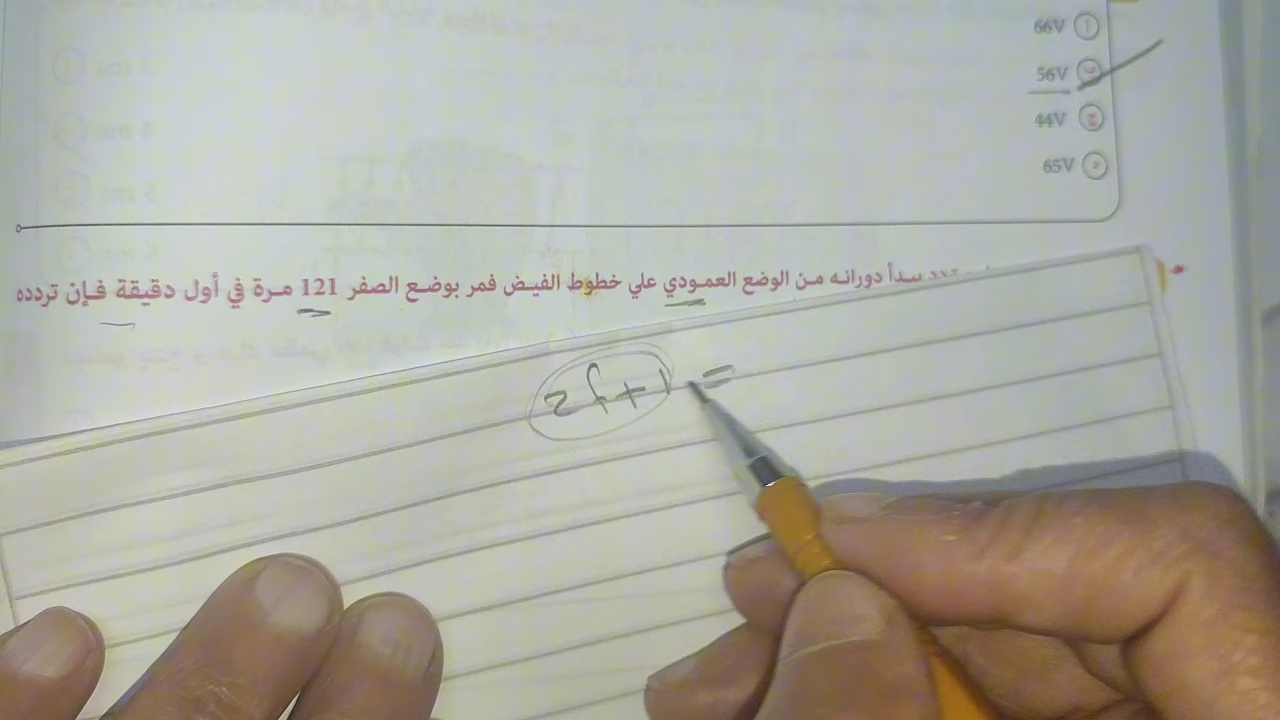 أ 66V
ب 56V
ج 44V
د 65V
بدأ دورانه من الوضع العمودي علي خطوط الفيض فمر بوضع الصفر 121 مرة في أول دقيقة فإن تردده
2f+1 =